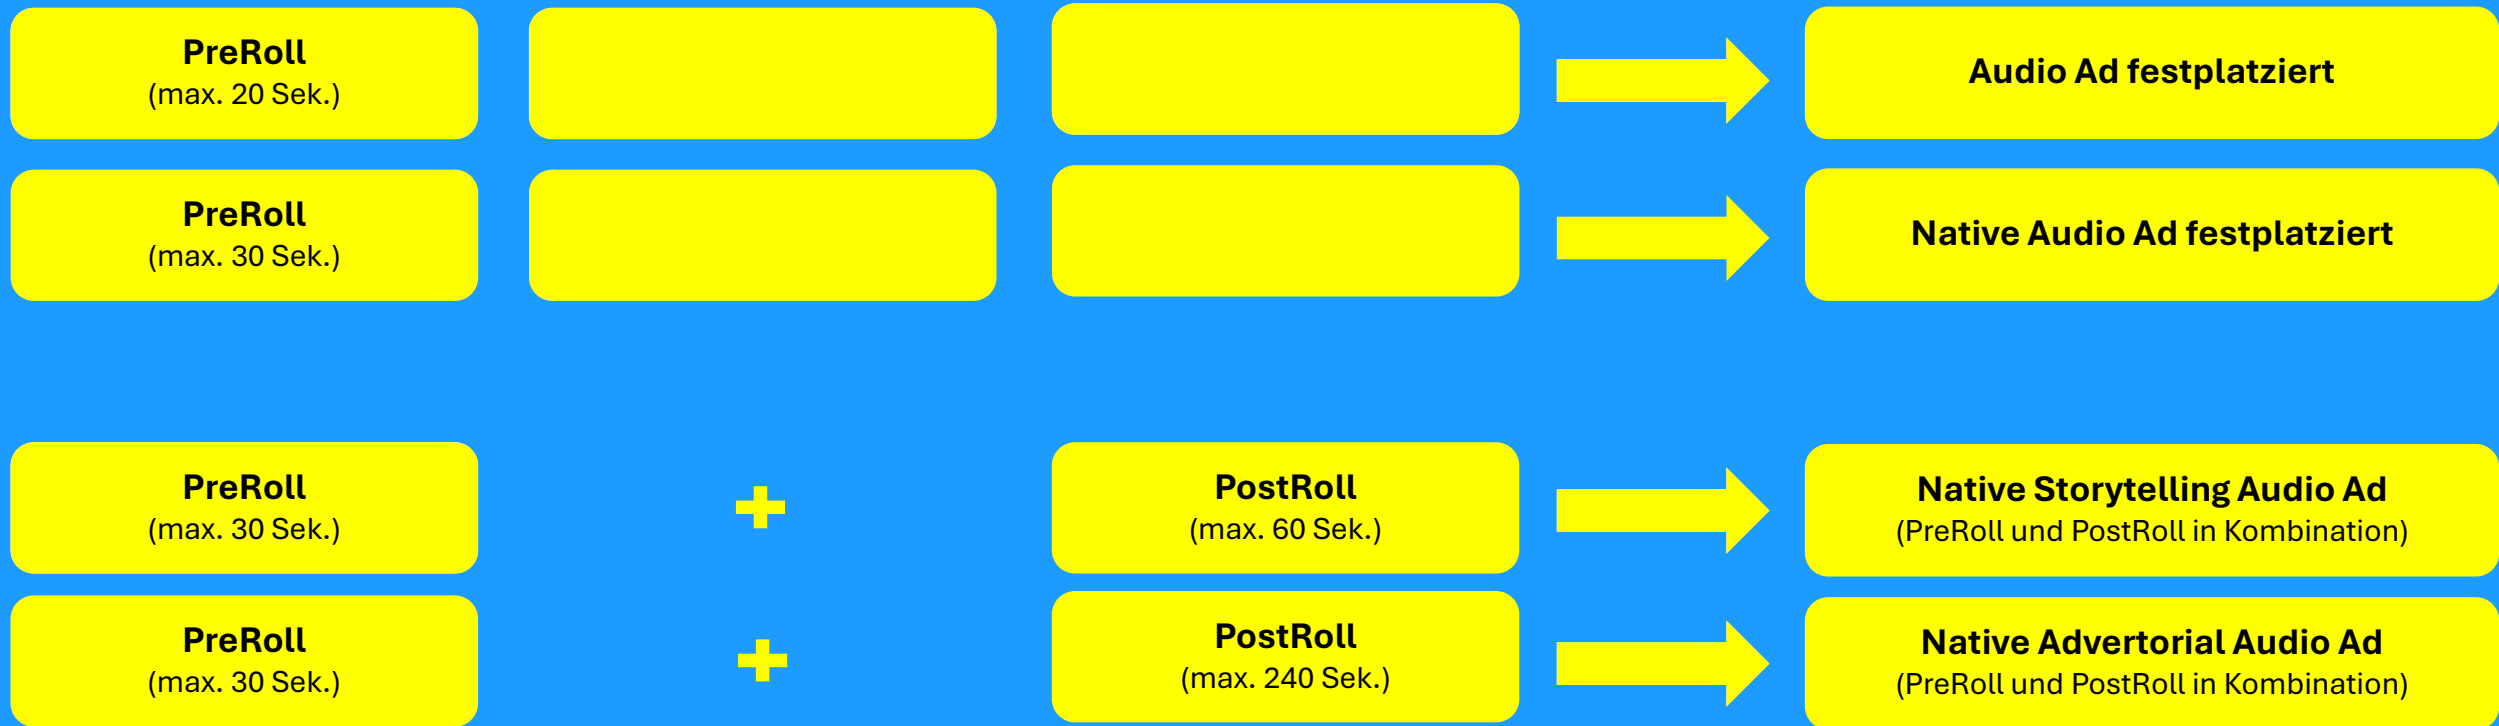 PreRoll
(max. 20 Sek.)
Audio Ad festplatziert
PreRoll
(max. 30 Sek.)
Native Audio Ad festplatziert
PreRoll
(max. 30 Sek.)
PostRoll
(max. 60 Sek.)
Native Storytelling Audio Ad
(PreRoll und PostRoll in Kombination)
PreRoll
(max. 30 Sek.)
PostRoll
(max. 240 Sek.)
Native Advertorial Audio Ad
(PreRoll und PostRoll in Kombination)